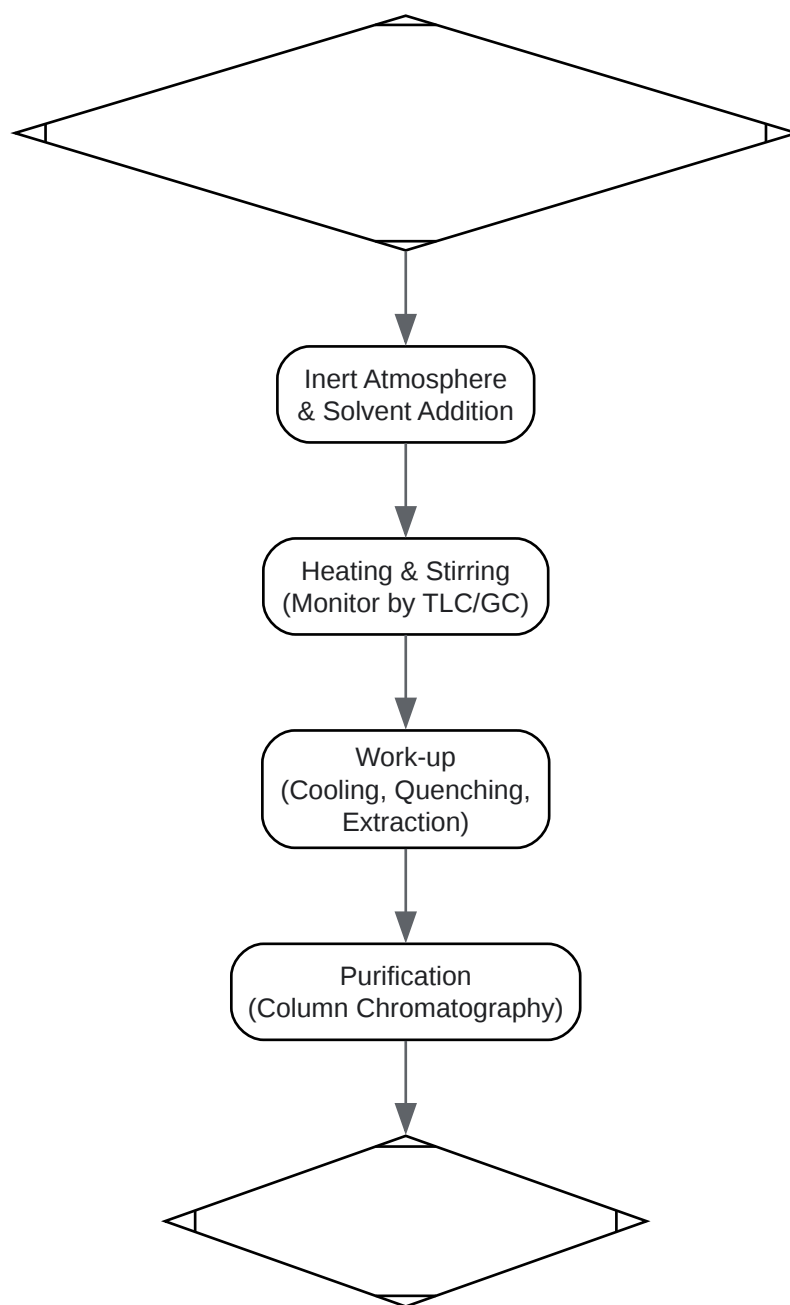 Inert Atmosphere
& Solvent Addition
Heating & Stirring
(Monitor by TLC/GC)
Work-up
(Cooling, Quenching,
Extraction)
Purification
(Column Chromatography)